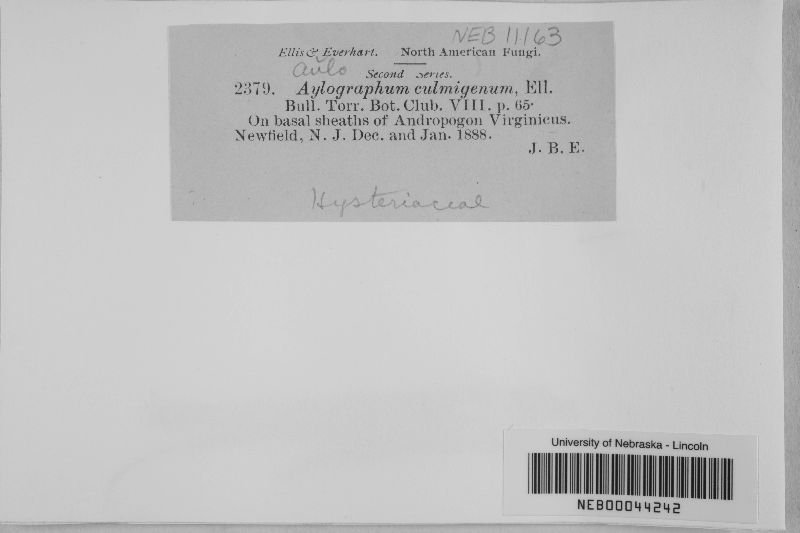 NEB 11163
Ellis & Everhart. North American Fungi.
Aulo
Second Series.
2379. Aylographum culmigenum, Ell.
Bull. Torr. Bot. Club. VIII. p. 65.
On basal sheaths of Andropogon Virginicus.
Newfield, N. J. Dec. and Jan. 1888.
J. B. E.
Hysteriaceae
University of Nebraska - Lincoln
NEB00044242